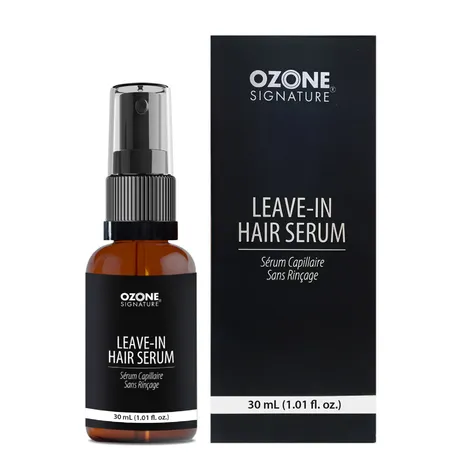 OZONE
SIGNATURE®
LEAVE-IN
HAIR SERUM
Sérum Capillaire
Sans Rinçage
30 mL (1.01 fl. oz.)
OZONE
SIGNATURE®
LEAVE-IN
HAIR SERUM
Sérum Capillaire
Sans Rinçage
30 mL (1.01 fl. oz.)